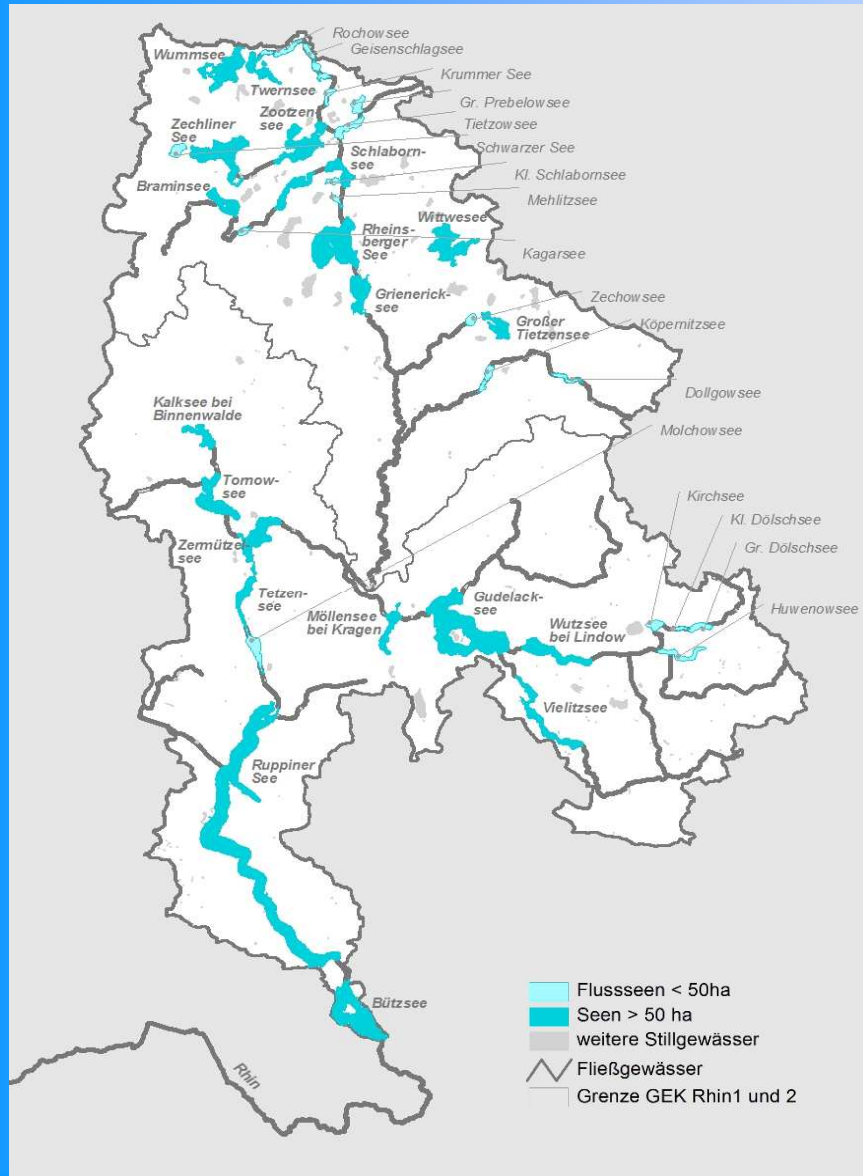 Rochowsee
Geisenschlagsee
Wummsee
Krummer See
Twernsee
Gr. Prebelowsee
Zootzen-
see
Tietzowsee
Zechliner
See
Schwarzer See
Schlaborn-
see
Kl. Schlabornsee
Braminsee
Mehlitzsee
Wittwesee
Rheins-
berger
See
Kagarsee
Zechowsee
Grienerick-
see
Großer
Tietzensee
Köpernitzsee
Dollgowsee
Kalksee bei
Binnenwalde
Molchowsee
Tornow-
see
Kirchsee
Kl. Dölschsee
Gr. Dölschsee
Zermützel-
see
Tetzen-
see
Möllensee
bei Kragen
Gudelack-
see
Wutzsee
bei Lindow
Huwenowsee
Vielitzsee
Ruppiner
See
Bützsee
Rhin
Flussseen < 50ha
Seen > 50 ha
weitere Stillgewässer
Fließgewässer
Grenze GEK Rhin1 und 2